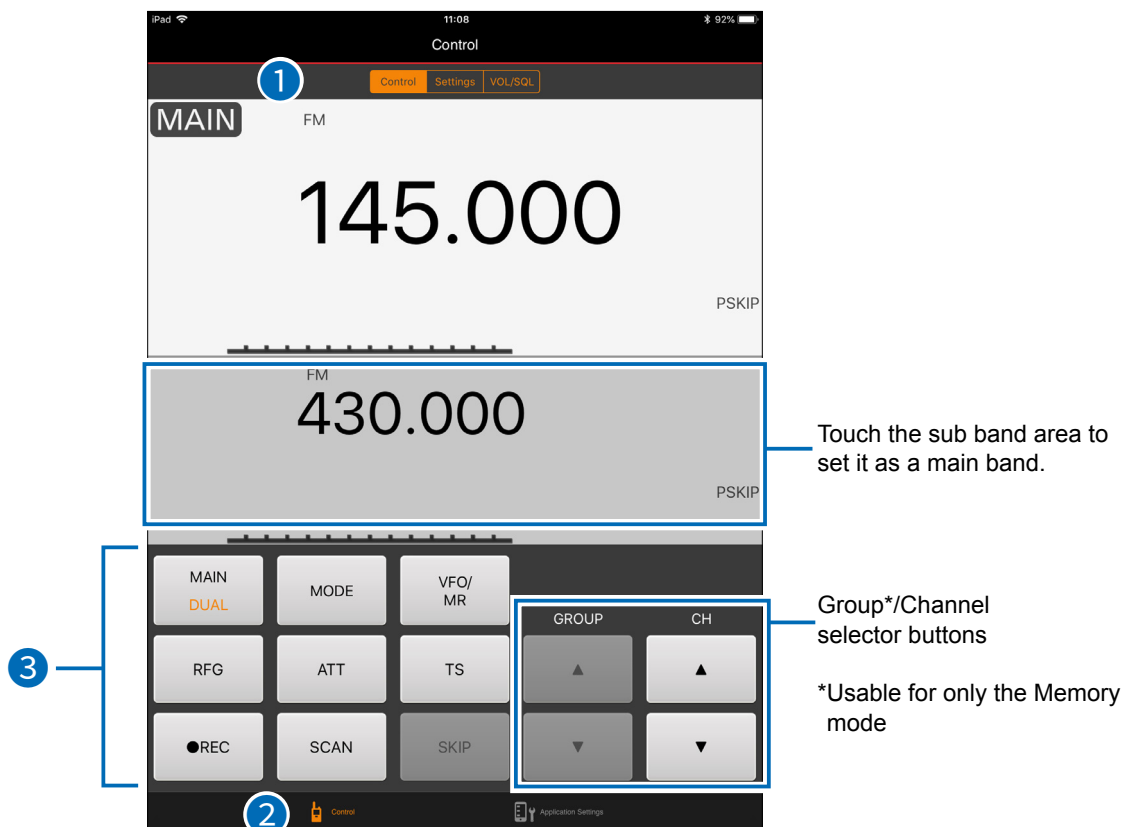 iPad 11:08 92%
Control
1
Control Settings VOL/SQL
MAIN FM
145.000
PSKIP
FM
430.000
PSKIP
Touch the sub band area to
set it as a main band.
3
MAIN
DUAL
MODE
VFO/
MR
GROUP CH
RFG ATT TS ▲ ▲
●REC SCAN SKIP ▼ ▼
Group*/Channel
selector buttons
*Usable for only the Memory
mode
2
Control Application Settings